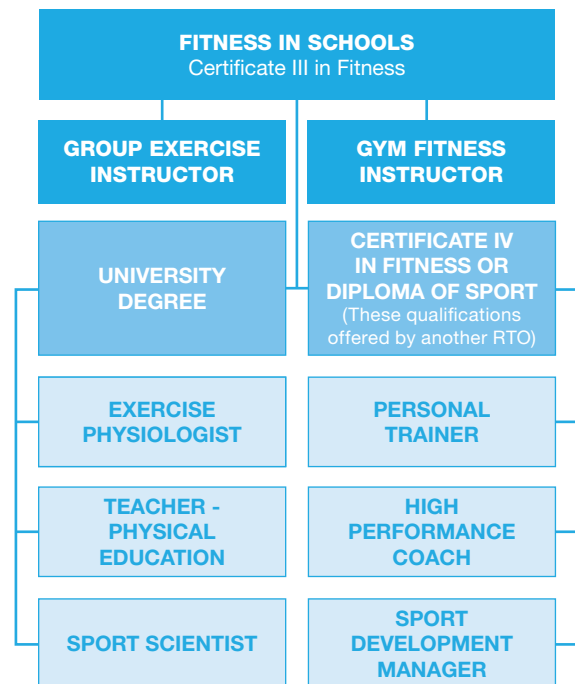 FITNESS IN SCHOOLS
Certificate III in Fitness
GROUP EXERCISE
INSTRUCTOR
GYM FITNESS
INSTRUCTOR
UNIVERSITY
DEGREE
CERTIFICATE IV
IN FITNESS OR
DIPLOMA OF SPORT
(These qualifications
offered by another RTO)
EXERCISE
PHYSIOLOGIST
PERSONAL
TRAINER
TEACHER -
PHYSICAL
EDUCATION
HIGH
PERFORMANCE
COACH
SPORT SCIENTIST
SPORT
DEVELOPMENT
MANAGER